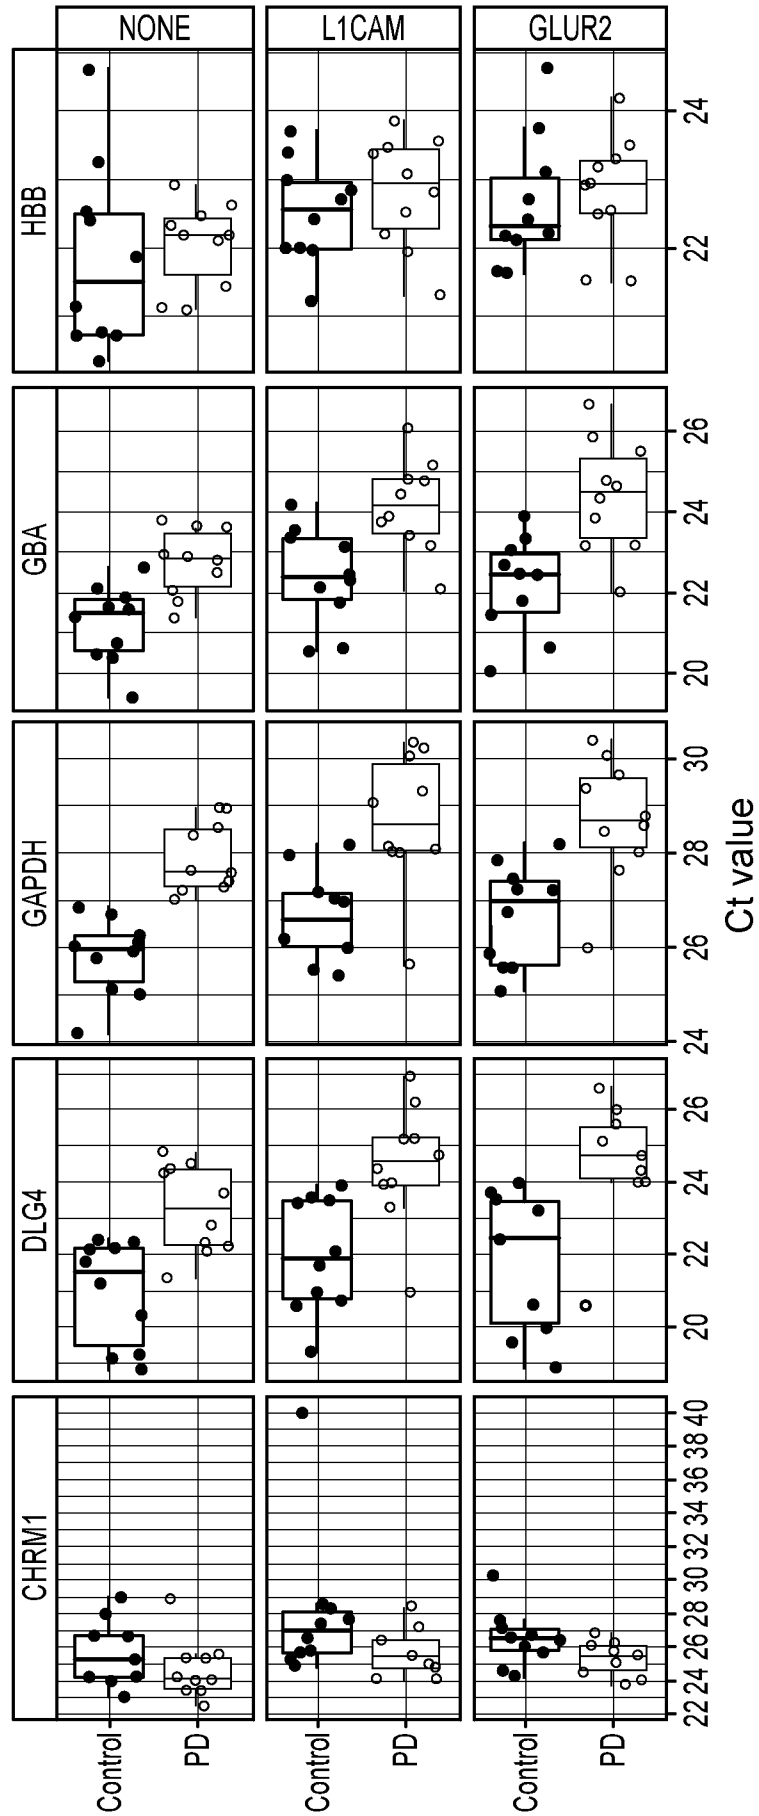 NONE
L1CAM
GLUR2
HBB
24
22
GBA
26
24
22
20
GAPDH
30
28
26
24
DLG4
26
24
22
20
CHRM1
40
38
36
34
32
30
28
26
24
22
Ct value
Control
PD
Control
PD
Control
PD